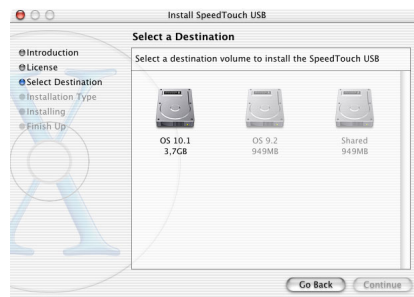 Install SpeedTouch USB
Select a Destination
Introduction
License
Select Destination
Installation Type
Installing
Finish Up
Select a destination volume to install the SpeedTouch USB
OS 10.1
3,7GB
OS 9.2
949MB
Shared
949MB
Go Back
Continue